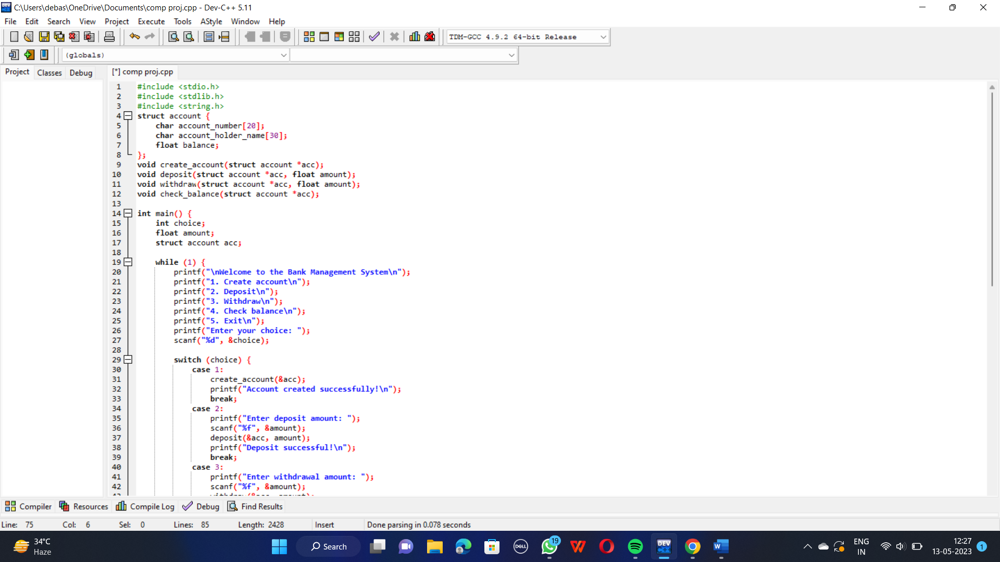 C:\Users\debas\OneDrive\Documents\comp proj.cpp - Dev-C++ 5.11
File Edit Search View Project Execute Tools AStyle Window Help
TDM-GCC 4.9.2 64-bit Release
(globals)
Project Classes Debug [*] comp proj.cpp
1 #include <stdio.h>
2 #include <stdlib.h>
3 #include <string.h>
4 struct account {
5 char account_number[20];
6 char account_holder_name[30];
7 float balance;
8 };
9 void create_account(struct account *acc);
10 void deposit(struct account *acc, float amount);
11 void withdraw(struct account *acc, float amount);
12 void check_balance(struct account *acc);
13
14 int main() {
15 int choice;
16 float amount;
17 struct account acc;
18
19 while (1) {
20 printf("\nWelcome to the Bank Management System\n");
21 printf("1. Create account\n");
22 printf("2. Deposit\n");
23 printf("3. Withdraw\n");
24 printf("4. Check balance\n");
25 printf("5. Exit\n");
26 printf("Enter your choice: ");
27 scanf("%d", &choice);
28
29 switch (choice) {
30 case 1:
31 create_account(&acc);
32 printf("Account created successfully!\n");
33 break;
34 case 2:
35 printf("Enter deposit amount: ");
36 scanf("%f", &amount);
37 deposit(&acc, amount);
38 printf("Deposit successful!\n");
39 break;
40 case 3:
41 printf("Enter withdrawal amount: ");
42 scanf("%f", &amount);
Compiler Resources Compile Log Debug Find Results
Line: 75 Col: 6 Sel: 0 Lines: 85 Length: 2428 Insert Done parsing in 0.078 seconds
34°C
Haze
Search
DELL
19
DEV
C++
W
ENG
IN
12:27
13-05-2023
1